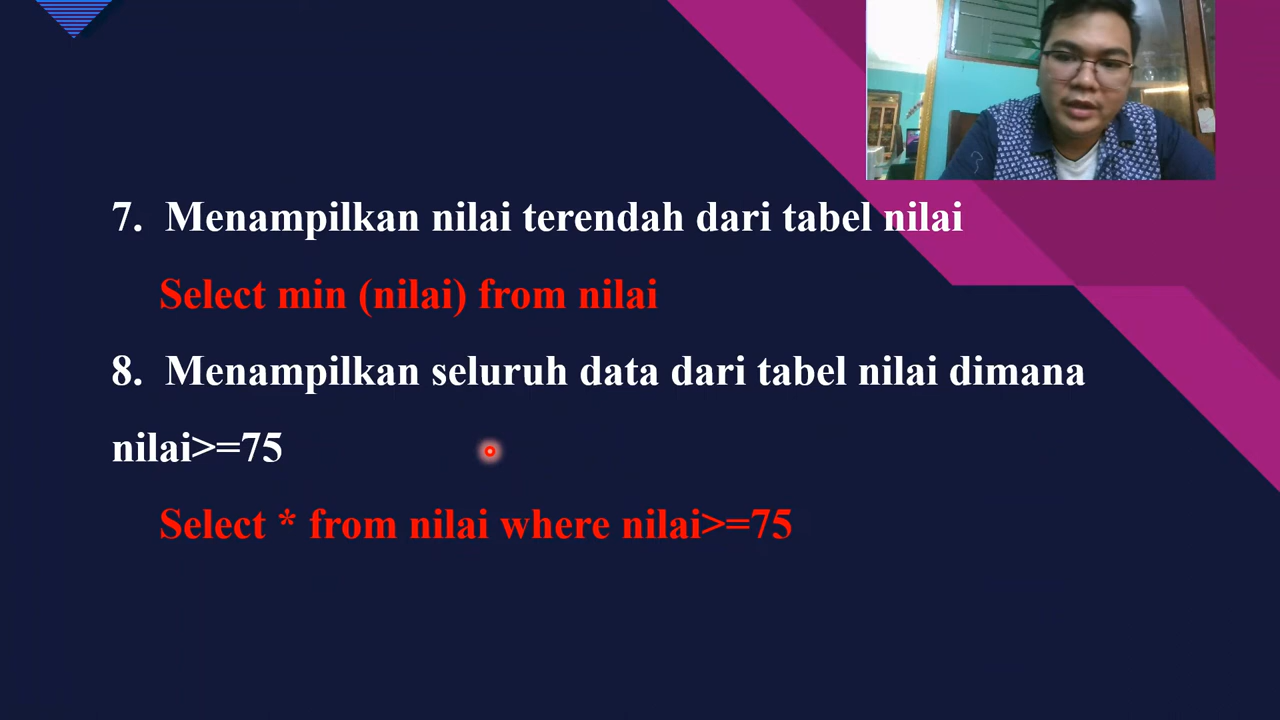 7. Menampilkan nilai terendah dari tabel nilai
Select min (nilai) from nilai
8. Menampilkan seluruh data dari tabel nilai dimana
nilai>=75
Select * from nilai where nilai>=75